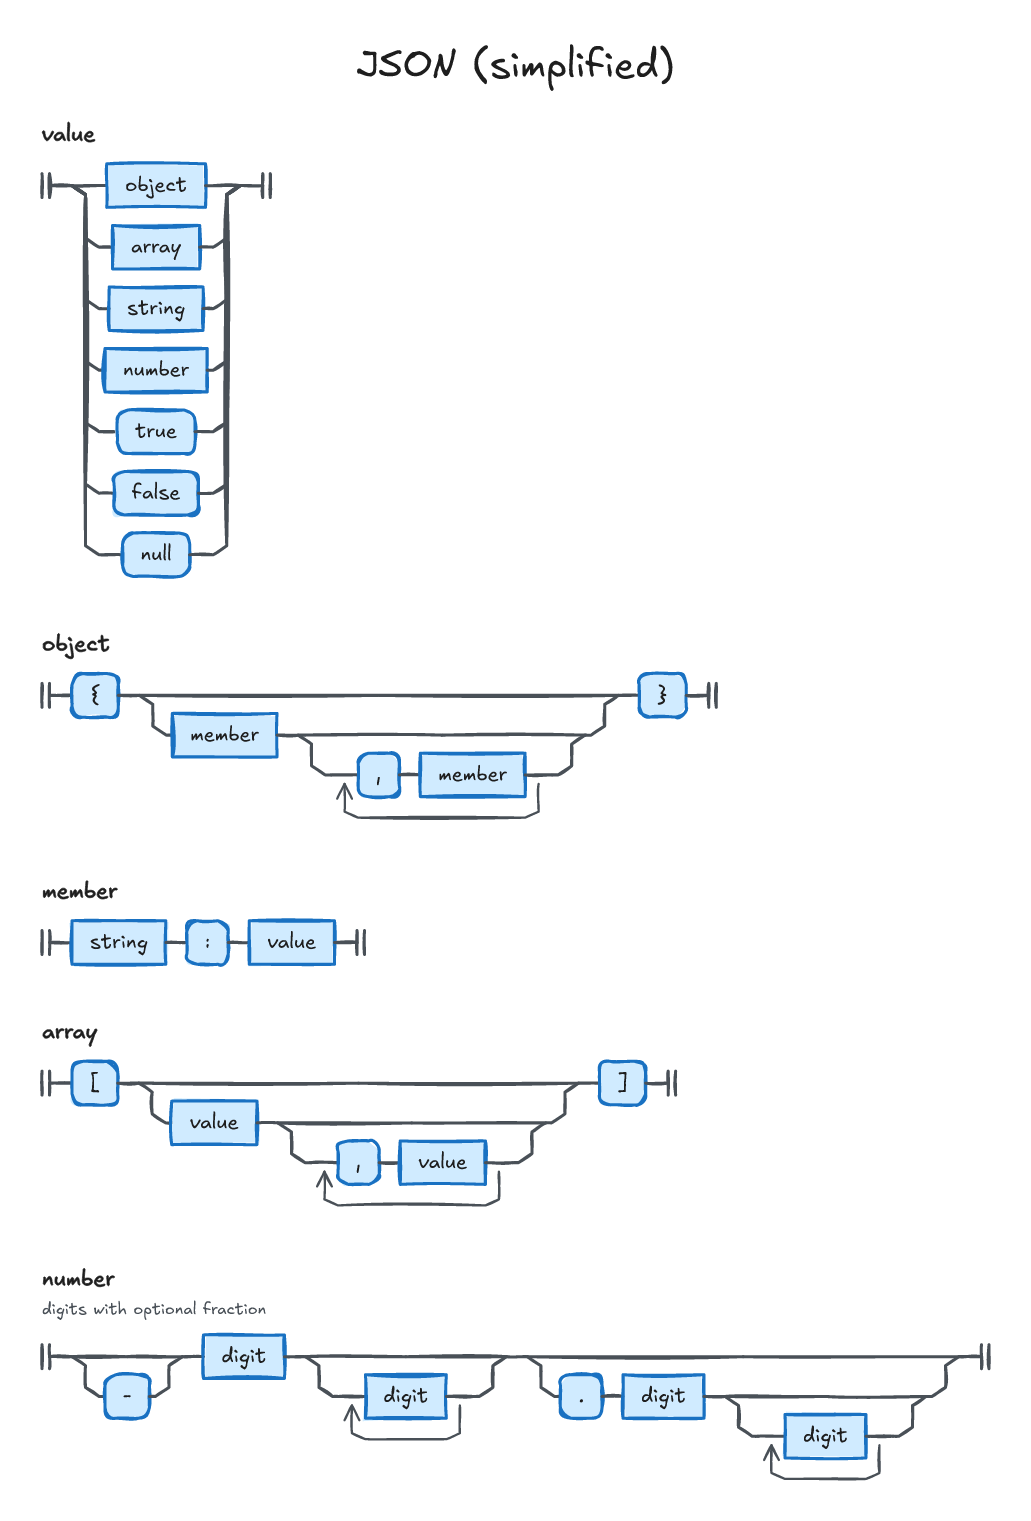 JSON (simplified)
value
object
array
string
number
true
false
null
object
{ }
member
, member
member
string : value
array
[ ]
value
, value
number
digits with optional fraction
digit
- digit . digit
digit